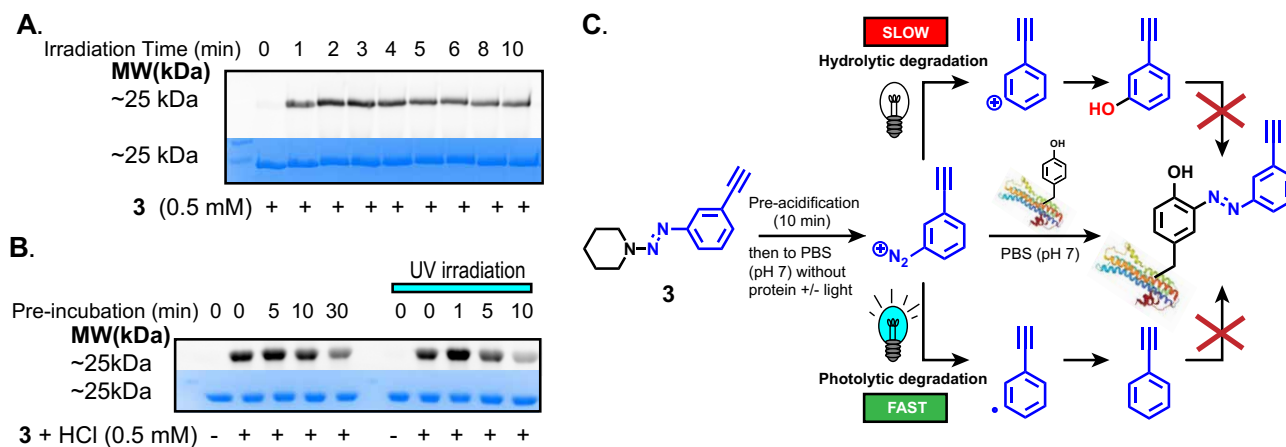 A.
Irradiation Time (min) 0 1 2 3 4 5 6 8 10
MW(kDa)
~25 kDa
~25 kDa
3 (0.5 mM) + + + + + + + + +
B.
UV irradiation
Pre-incubation (min) 0 0 5 10 30 0 0 1 5 10
MW(kDa)
~25kDa
~25kDa
3 + HCl (0.5 mM) - + + + + - + + + +
C.
SLOW
Hydrolytic degradation
⊕
HO
OH
N N N
3
Pre-acidification
(10 min)
then to PBS
(pH 7) without
protein +/- light
⊕
N2
PBS (pH 7)
OH
N N
Photolytic degradation
FAST